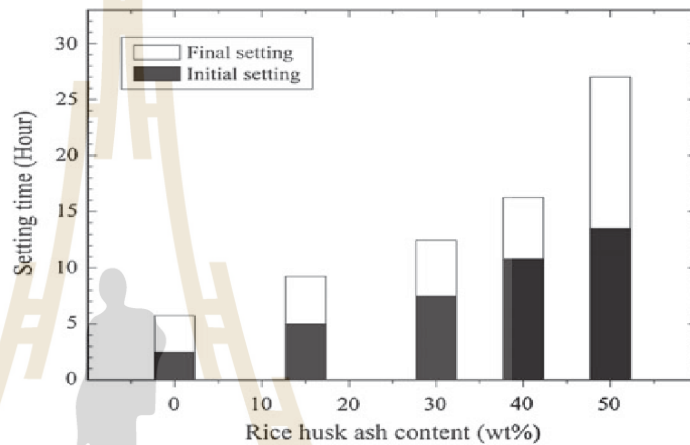 30
25
20
15
10
5
0
Setting time (Hour)
Final setting
Initial setting
0 10 20 30 40 50
Rice husk ash content (wt%)